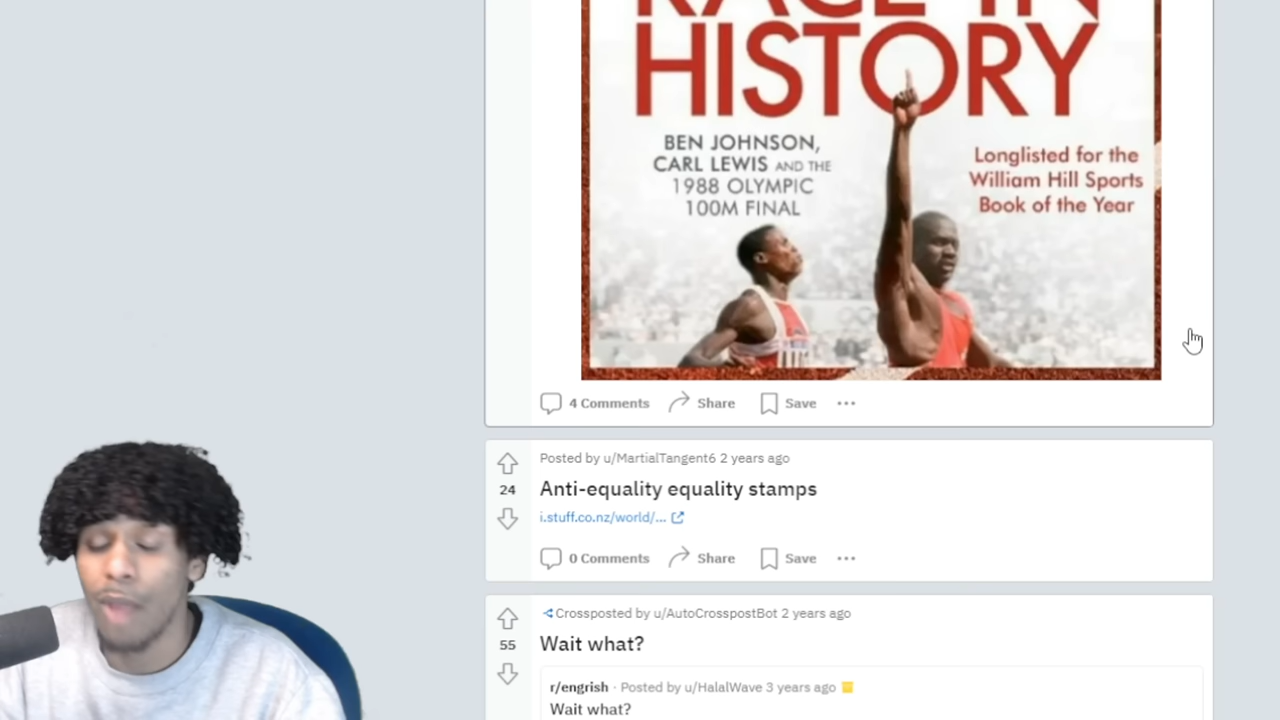 RACE IN
HISTORY
BEN JOHNSON,
CARL LEWIS AND THE
1988 OLYMPIC
100M FINAL
Longlisted for the
William Hill Sports
Book of the Year
4 Comments Share Save
Posted by u/MartialTangent6 2 years ago
24
Anti-equality equality stamps
i.stuff.co.nz/world/...
0 Comments Share Save
Crossposted by u/AutoCrosspostBot 2 years ago
55
Wait what?
r/engrish · Posted by u/HalalWave 3 years ago
Wait what?